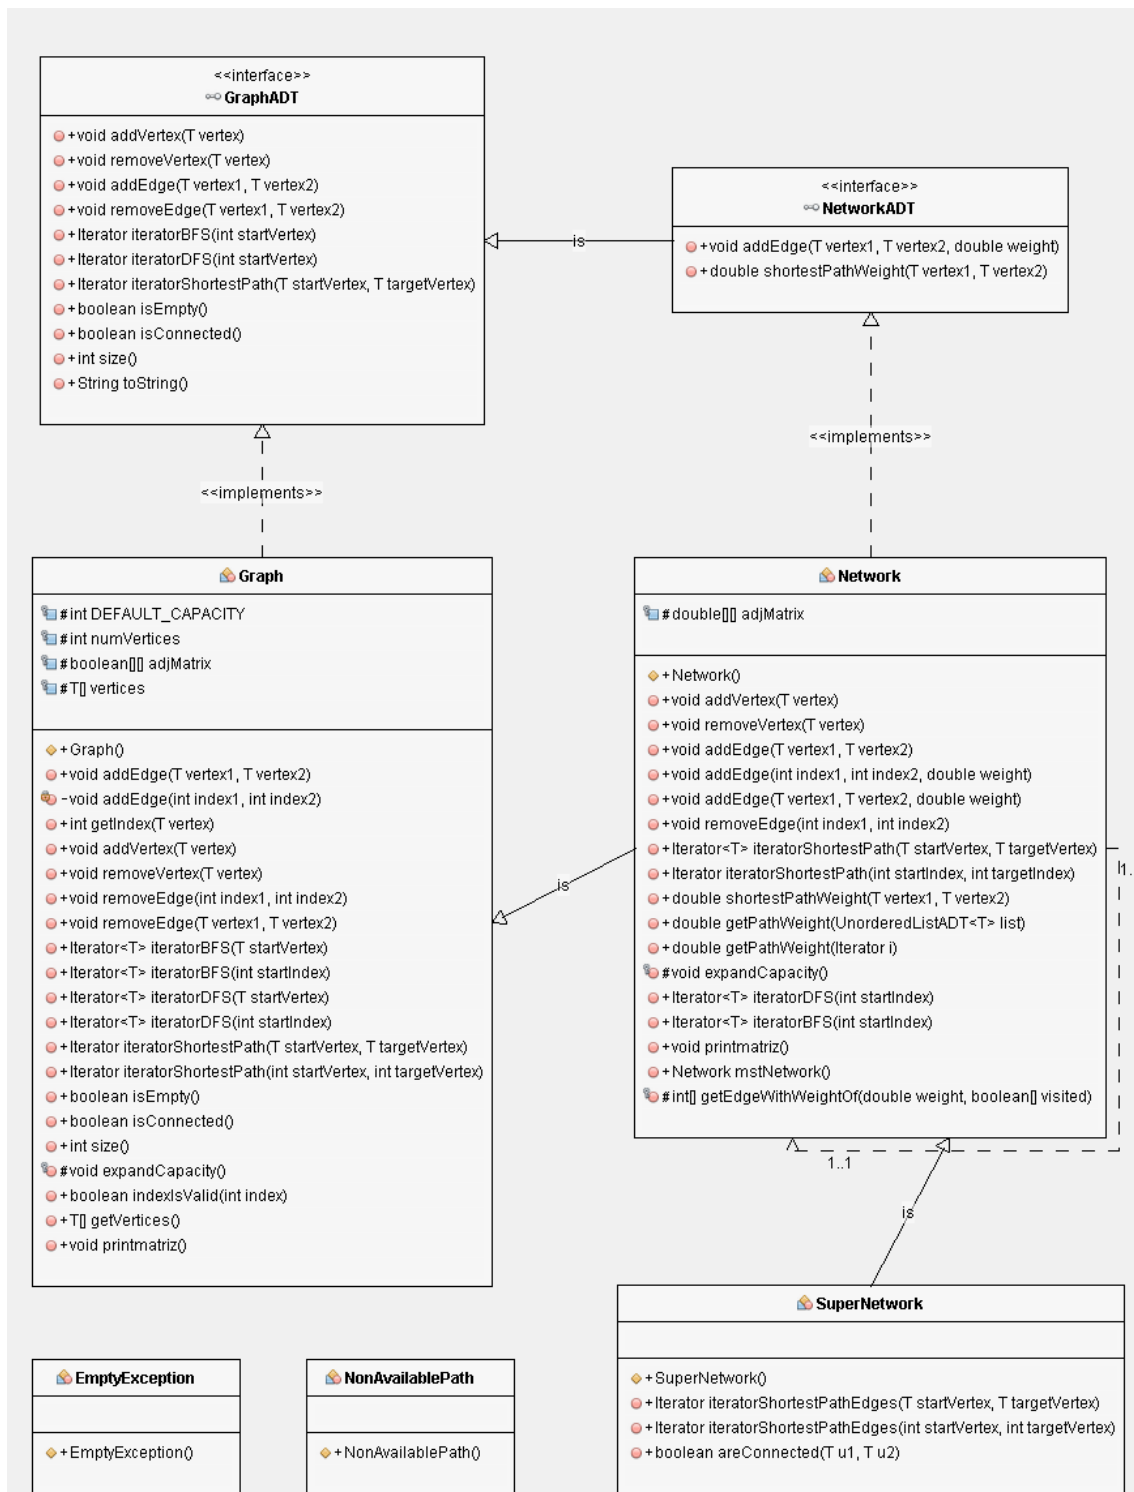 <<interface>>
GraphADT
+void addVertex(T vertex)
+void removeVertex(T vertex)
+void addEdge(T vertex1, T vertex2)
+void removeEdge(T vertex1, T vertex2)
+Iterator iteratorBFS(int startVertex)
+Iterator iteratorDFS(int startVertex)
+Iterator iteratorShortestPath(T startVertex, T targetVertex)
+boolean isEmpty()
+boolean isConnected()
+int size()
+String toString()
is
<<interface>>
NetworkADT
+void addEdge(T vertex1, T vertex2, double weight)
+double shortestPathWeight(T vertex1, T vertex2)
<<implements>>
<<implements>>
Graph
#int DEFAULT_CAPACITY
#int numVertices
#boolean[][] adjMatrix
#T[] vertices
+Graph()
+void addEdge(T vertex1, T vertex2)
-void addEdge(int index1, int index2)
+int getIndex(T vertex)
+void addVertex(T vertex)
+void removeVertex(T vertex)
+void removeEdge(int index1, int index2)
+void removeEdge(T vertex1, T vertex2)
+Iterator<T> iteratorBFS(T startVertex)
+Iterator<T> iteratorBFS(int startIndex)
+Iterator<T> iteratorDFS(T startVertex)
+Iterator<T> iteratorDFS(int startIndex)
+Iterator iteratorShortestPath(T startVertex, T targetVertex)
+Iterator iteratorShortestPath(int startVertex, int targetVertex)
+boolean isEmpty()
+boolean isConnected()
+int size()
#void expandCapacity()
+boolean indexIsValid(int index)
+T[] getVertices()
+void printmatriz()
is
Network
#double[][] adjMatrix
+Network()
+void addVertex(T vertex)
+void removeVertex(T vertex)
+void addEdge(T vertex1, T vertex2)
+void addEdge(int index1, int index2, double weight)
+void addEdge(T vertex1, T vertex2, double weight)
+void removeEdge(int index1, int index2)
+Iterator<T> iteratorShortestPath(T startVertex, T targetVertex)
+Iterator iteratorShortestPath(int startIndex, int targetIndex)
+double shortestPathWeight(T vertex1, T vertex2)
+double getPathWeight(UnorderedListADT<T> list)
+double getPathWeight(Iterator i)
#void expandCapacity()
+Iterator<T> iteratorDFS(int startIndex)
+Iterator<T> iteratorBFS(int startIndex)
+void printmatriz()
+Network mstNetwork()
#int[] getEdgeWithWeightOf(double weight, boolean[] visited)
1.
1..1
is
SuperNetwork
+SuperNetwork()
+Iterator iteratorShortestPathEdges(T startVertex, T targetVertex)
+Iterator iteratorShortestPathEdges(int startVertex, int targetVertex)
+boolean areConnected(T u1, T u2)
EmptyException
+EmptyException()
NonAvailablePath
+NonAvailablePath()